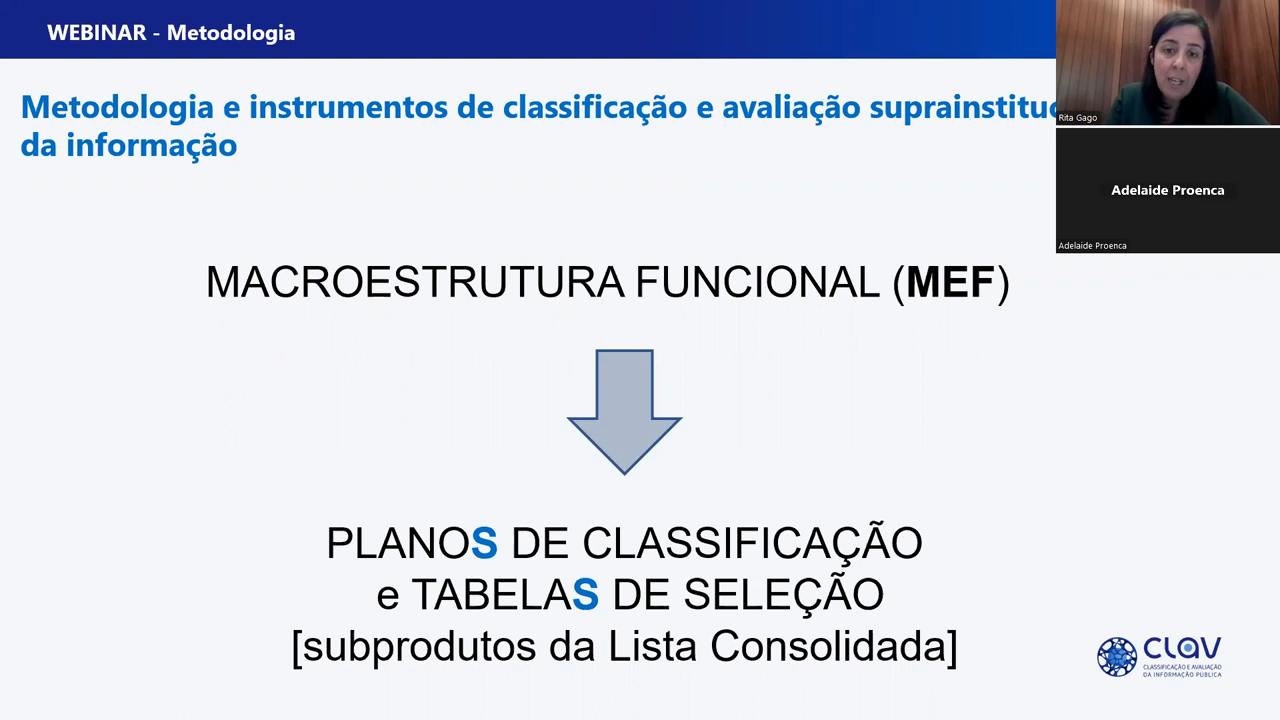 WEBINAR - Metodologia
Metodologia e instrumentos de classificação e avaliação
da informação
Rita Gago
Adelaide Proenca
Adelaide Proenca
MACROESTRUTURA FUNCIONAL (MEF)
PLANOS DE CLASSIFICAÇÃO
e TABELAS DE SELEÇÃO
[subprodutos da Lista Consolidada]
CLAV
CLASSIFICAÇÃO E AVALIAÇÃO
DA INFORMAÇÃO PÚBLICA